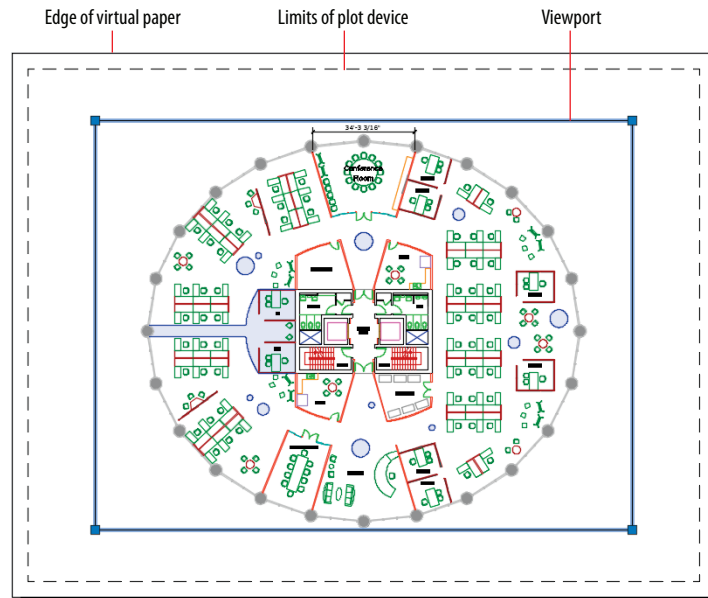 Edge of virtual paper
Limits of plot device
Viewport
34'-3 3/16"
Conference
Room